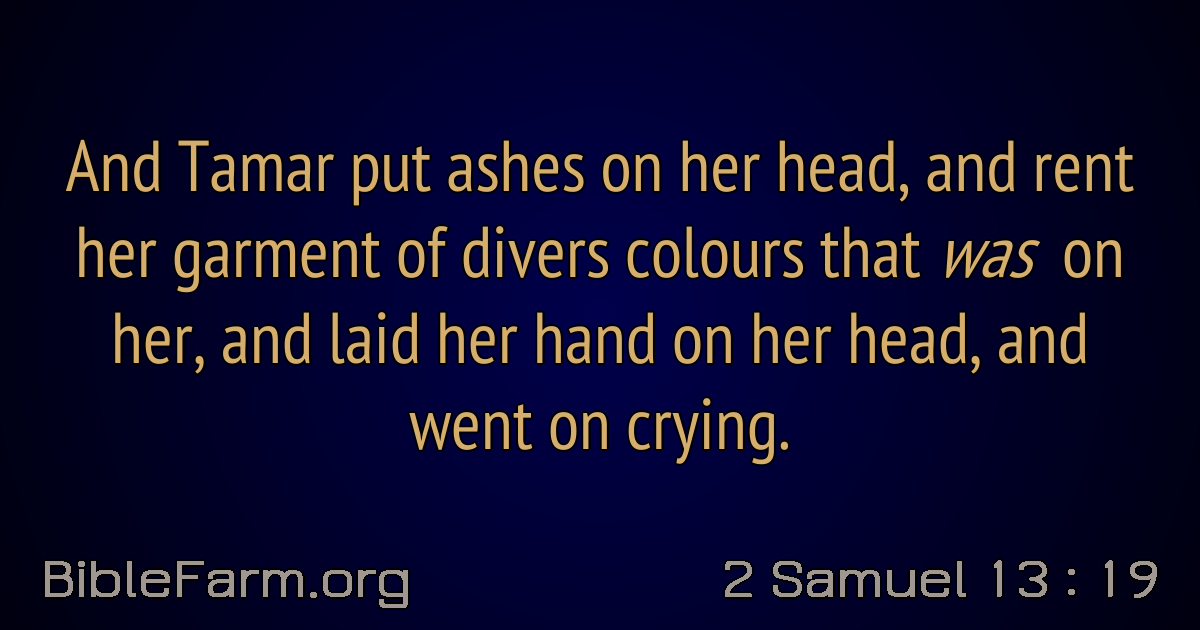 And Tamar put ashes on her head, and rent
her garment of divers colours that was on
her, and laid her hand on her head, and
went on crying.
BibleFarm.org
2 Samuel 13 : 19